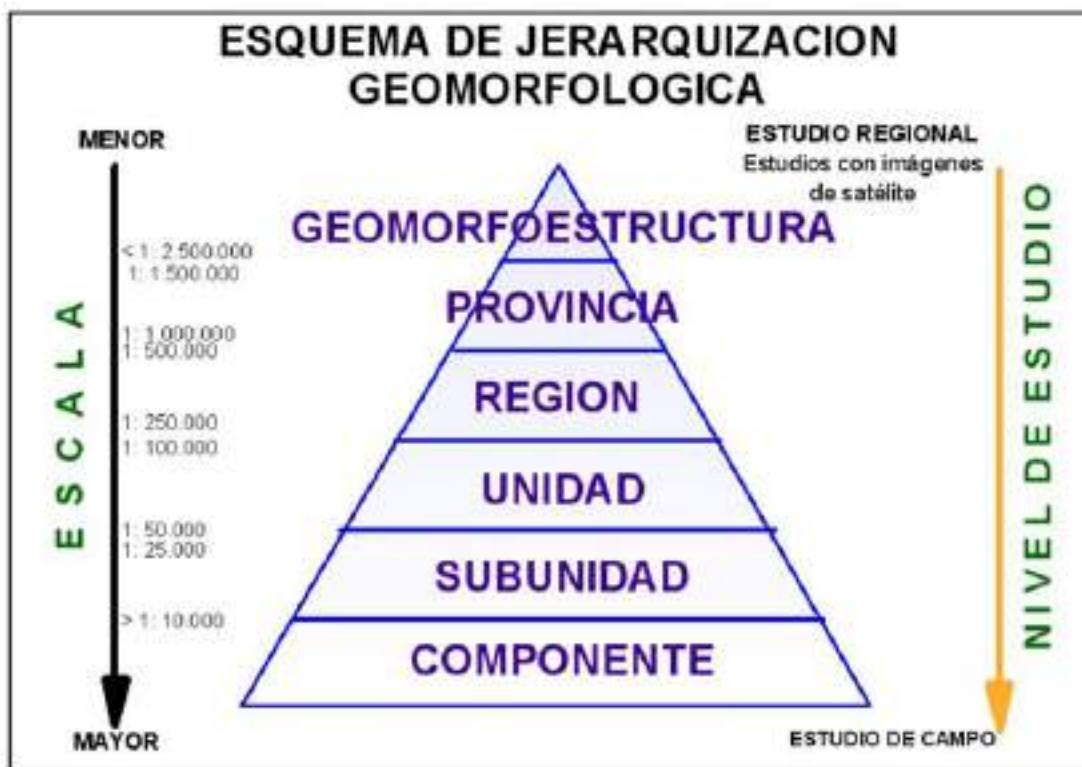 ESQUEMA DE JERARQUIZACION
GEOMORFOLOGICA
MENOR
ESTUDIO REGIONAL
Estudios con imágenes
de satélite
GEOMORFOESTRUCTURA
< 1: 2.500.000
1: 1.500.000
PROVINCIA
1: 1.000.000
1: 500.000
REGION
1: 250.000
1: 100.000
UNIDAD
1: 50.000
1: 25.000
SUBUNIDAD
> 1: 10.000
COMPONENTE
MAYOR
ESTUDIO DE CAMPO
ESCALA
NIVEL DE ESTUDIO